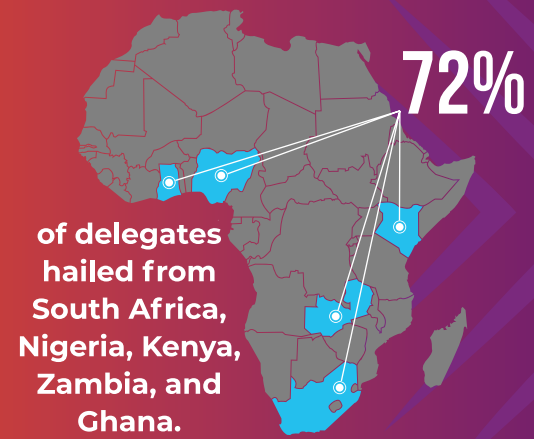 72%
of delegates
hailed from
South Africa,
Nigeria, Kenya,
Zambia, and
Ghana.